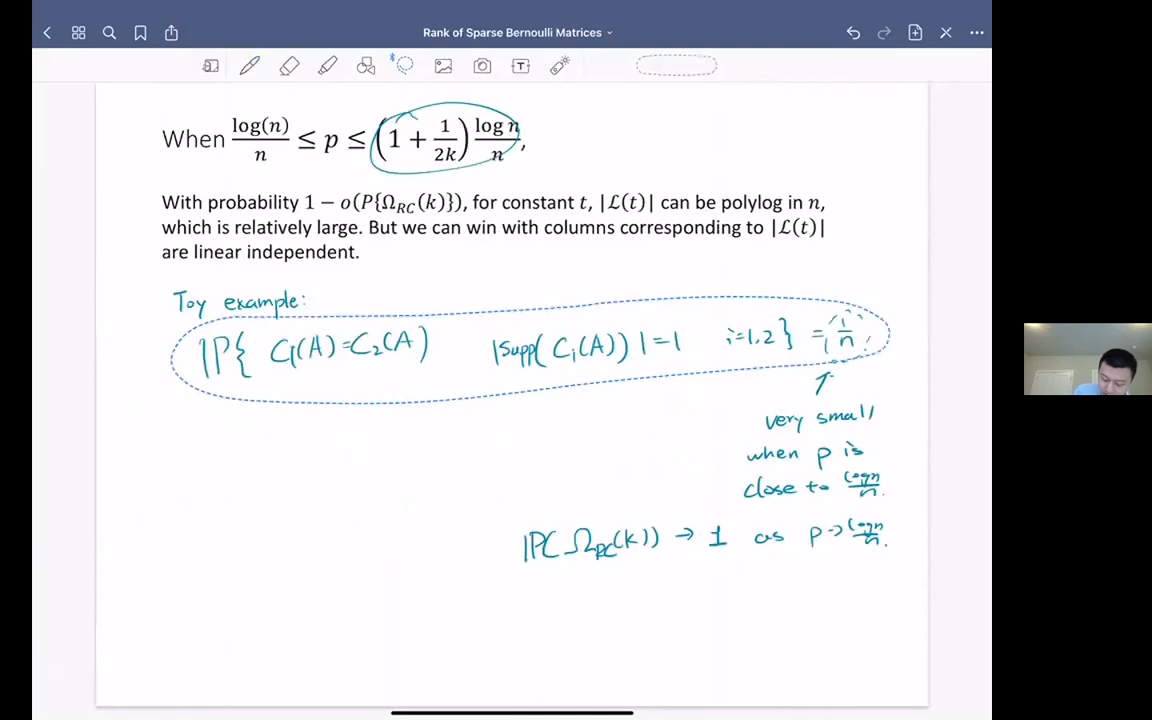 Rank of Sparse Bernoulli Matrices
When log(n)/n ≤ p ≤ (1 + 1/2k) log n/n,
With probability 1 − o(P{Ω_RC(k)}), for constant t, |ℒ(t)| can be polylog in n,
which is relatively large. But we can win with columns corresponding to |ℒ(t)|
are linear independent.
Toy example:
IP{ C₁(A)=C₂(A) |Supp( Cᵢ(A)) |=1 i=1,2 } = 1/n
↑
very small
when p is
close to logn/n.
IP( Ω_RC(k)) → 1 as p → logn/n.